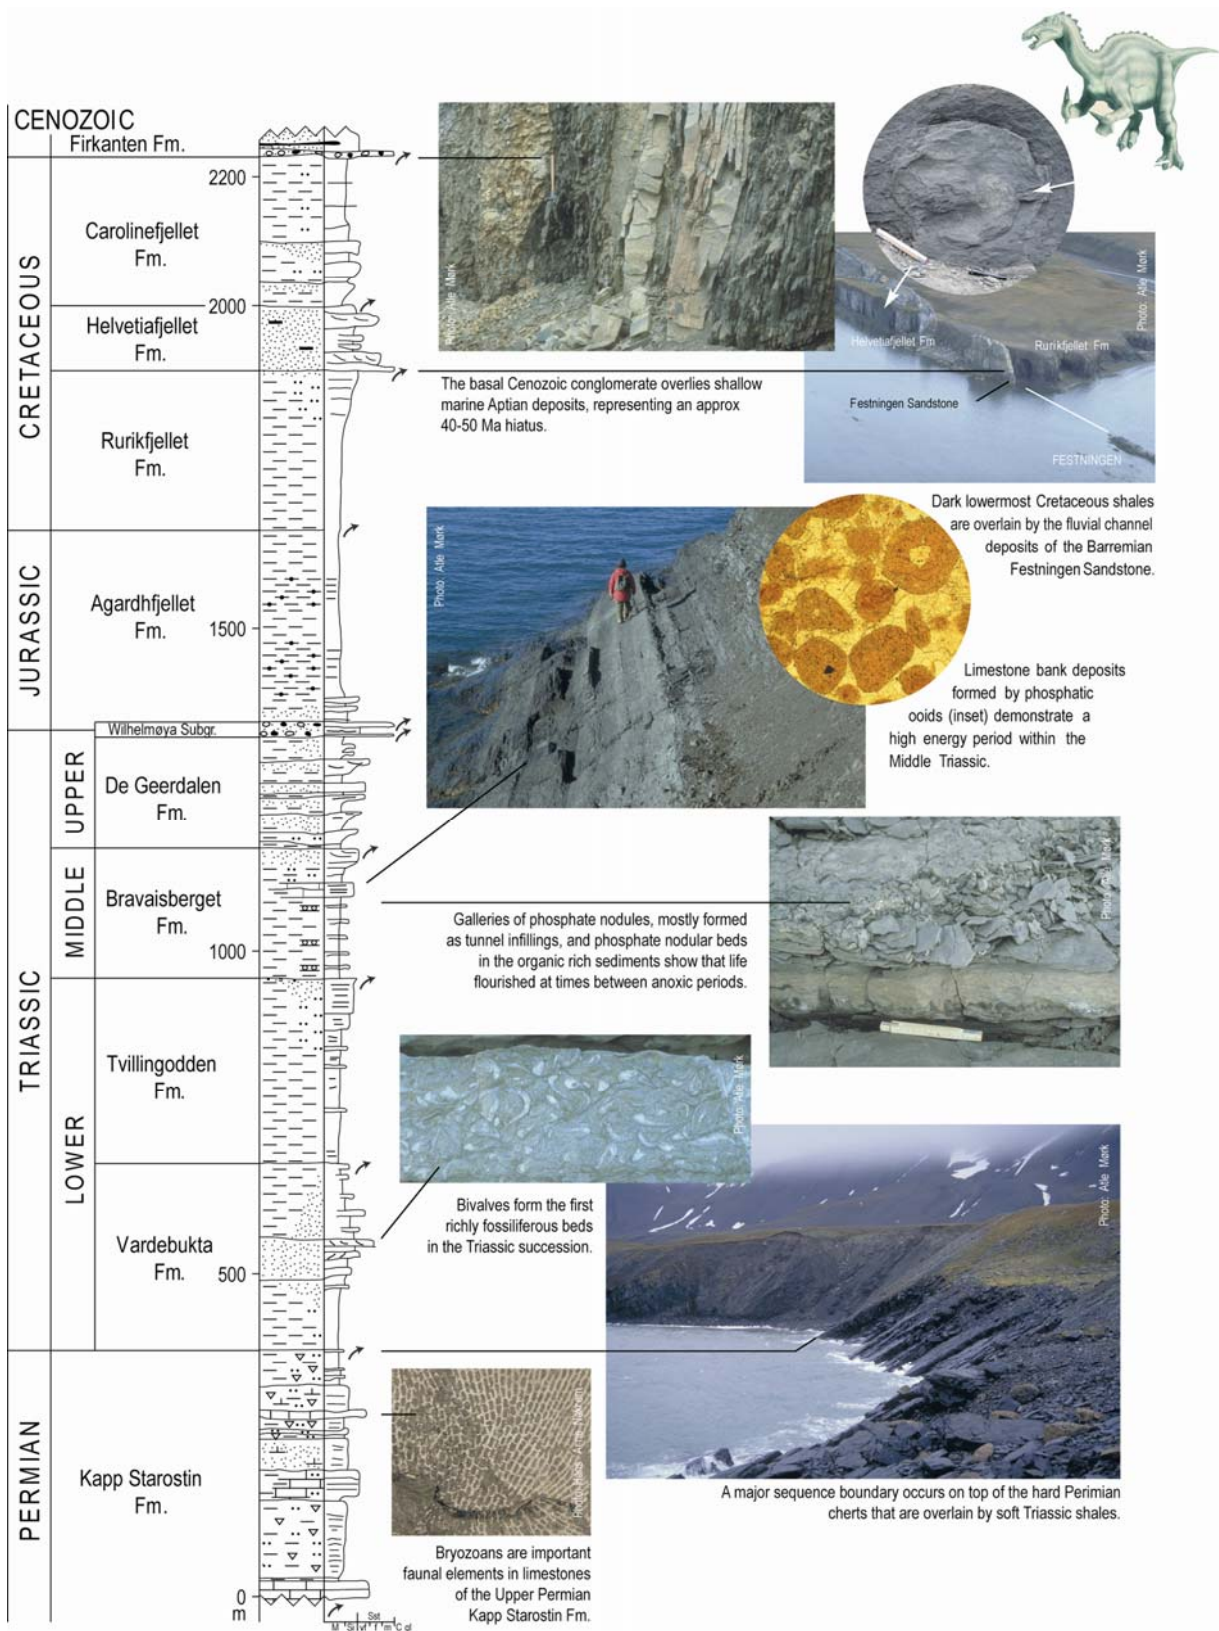 CENOZOIC
Firkanten Fm.
2200
Carolinefjellet
Fm.
CRETACEOUS
2000
Helvetiafjellet
Fm.
Rurikfjellet
Fm.
JURASSIC
Agardhfjellet
Fm.
1500
Wilhelmøya Subgr.
TRIASSIC
UPPER
De Geerdalen
Fm.
MIDDLE
Bravaisberget
Fm.
1000
LOWER
Tvillingodden
Fm.
Vardebukta
Fm.
500
PERMIAN
Kapp Starostin
Fm.
0
m
Sst
M Si vf f m C gl
Photo: Atle Mørk
The basal Cenozoic conglomerate overlies shallow
marine Aptian deposits, representing an approx
40-50 Ma hiatus.
Photo: Atle Mørk
Helvetiafjellet Fm
Rurikfjellet Fm
Festningen Sandstone
FESTNINGEN
Dark lowermost Cretaceous shales
are overlain by the fluvial channel
deposits of the Barremian
Festningen Sandstone.
Photo: Atle Mørk
Limestone bank deposits
formed by phosphatic
ooids (inset) demonstrate a
high energy period within the
Middle Triassic.
Photo: Atle Mørk
Galleries of phosphate nodules, mostly formed
as tunnel infillings, and phosphate nodular beds
in the organic rich sediments show that life
flourished at times between anoxic periods.
Photo: Atle Mørk
Bivalves form the first
richly fossiliferous beds
in the Triassic succession.
Photo: Atle Mørk
A major sequence boundary occurs on top of the hard Perimian
cherts that are overlain by soft Triassic shales.
Bryozoans are important
faunal elements in limestones
of the Upper Permian
Kapp Starostin Fm.